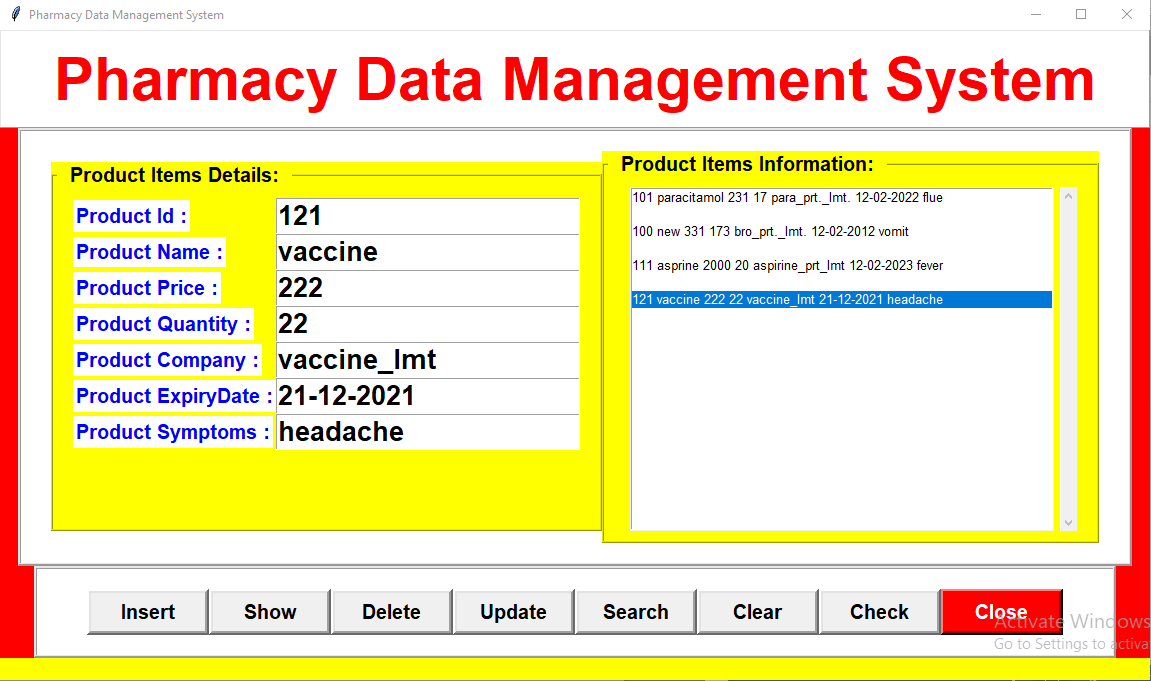 Pharmacy Data Management System
Pharmacy Data Management System
Product Items Details:
Product Id : 121
Product Name : vaccine
Product Price : 222
Product Quantity : 22
Product Company : vaccine_lmt
Product ExpiryDate : 21-12-2021
Product Symptoms : headache
Product Items Information:
101 paracitamol 231 17 para_prt._lmt. 12-02-2022 flue
100 new 331 173 bro_prt._lmt. 12-02-2012 vomit
111 asprine 2000 20 aspirine_prt_lmt 12-02-2023 fever
121 vaccine 222 22 vaccine_lmt 21-12-2021 headache
Insert Show Delete Update Search Clear Check Close
Activate Windows
Go to Settings to activa